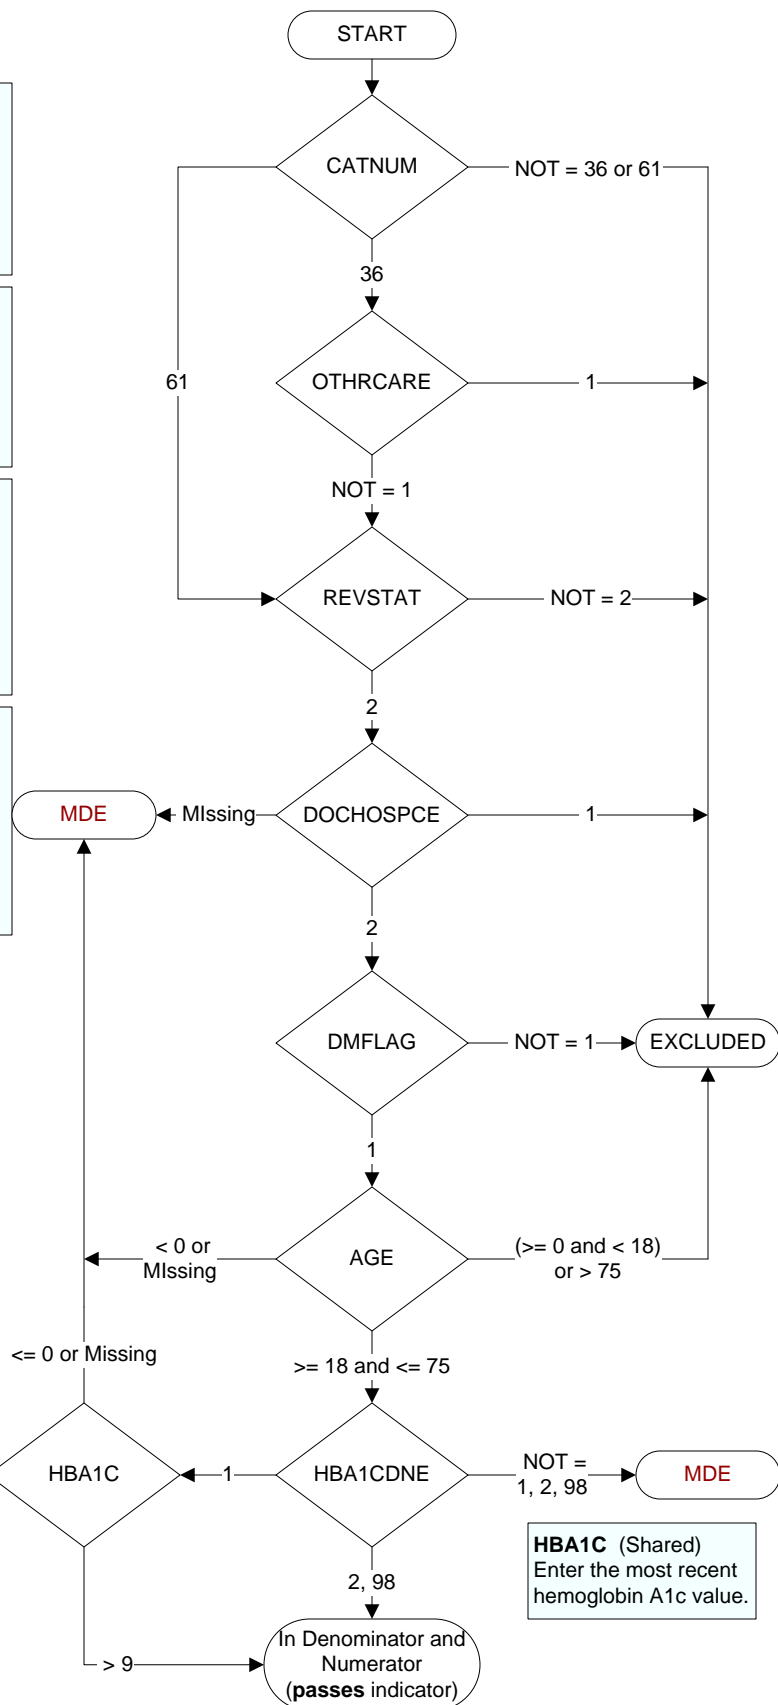 START
CATNUM
NOT = 36 or 61
36
61
OTHRCARE
1
NOT = 1
REVSTAT
NOT = 2
2
MDE
MIssing
DOCHOSPCE
1
2
DMFLAG
NOT = 1
EXCLUDED
1
< 0 or
MIssing
AGE
(>= 0 and < 18)
or > 75
<= 0 or Missing
>= 18 and <= 75
HBA1C
1
HBA1CDNE
NOT =
1, 2, 98
MDE
HBA1C (Shared)
Enter the most recent
hemoglobin A1c value.
2, 98
> 9
In Denominator and
Numerator
(passes indicator)